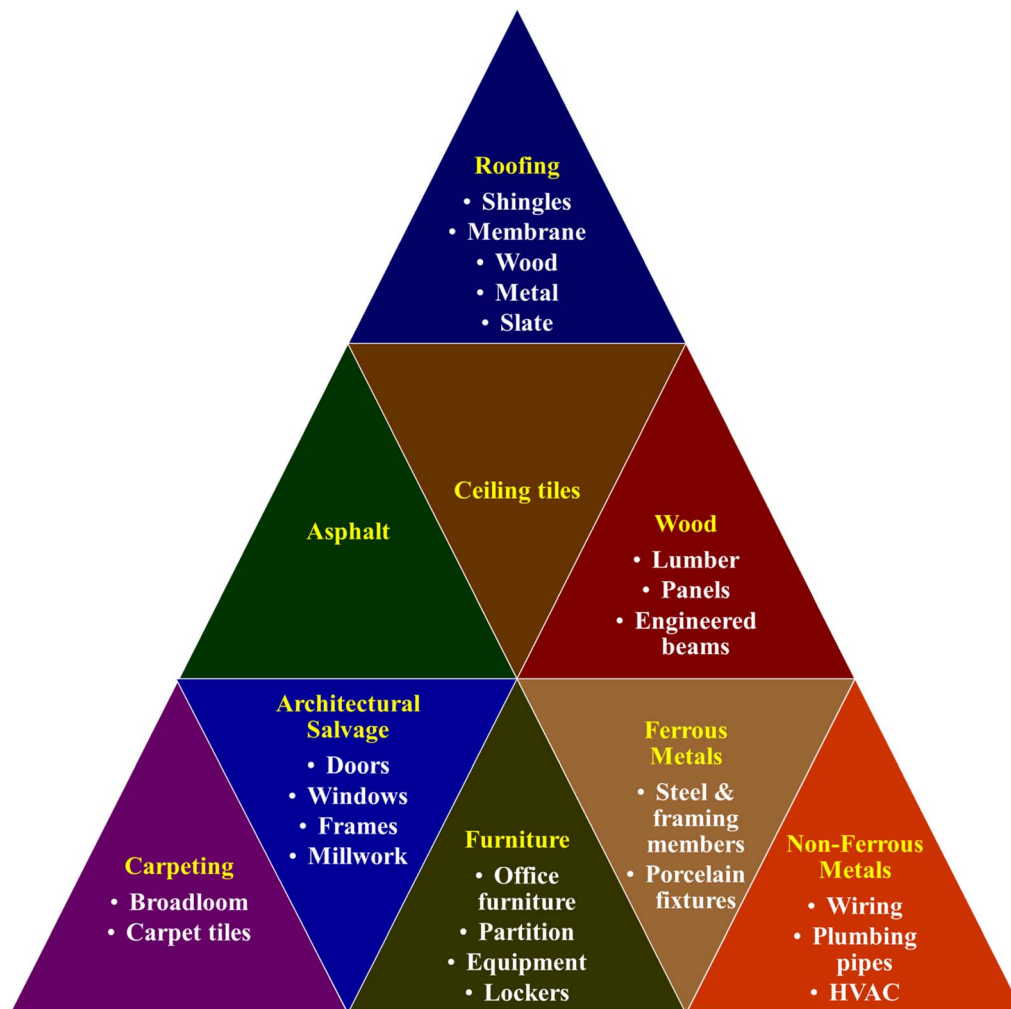 Roofing
• Shingles
• Membrane
• Wood
• Metal
• Slate
Asphalt
Ceiling tiles
Wood
• Lumber
• Panels
• Engineered
beams
Carpeting
• Broadloom
• Carpet tiles
Architectural
Salvage
• Doors
• Windows
• Frames
• Millwork
Furniture
• Office
furniture
• Partition
• Equipment
• Lockers
Ferrous
Metals
• Steel &
framing
members
• Porcelain
fixtures
Non-Ferrous
Metals
• Wiring
• Plumbing
pipes
• HVAC